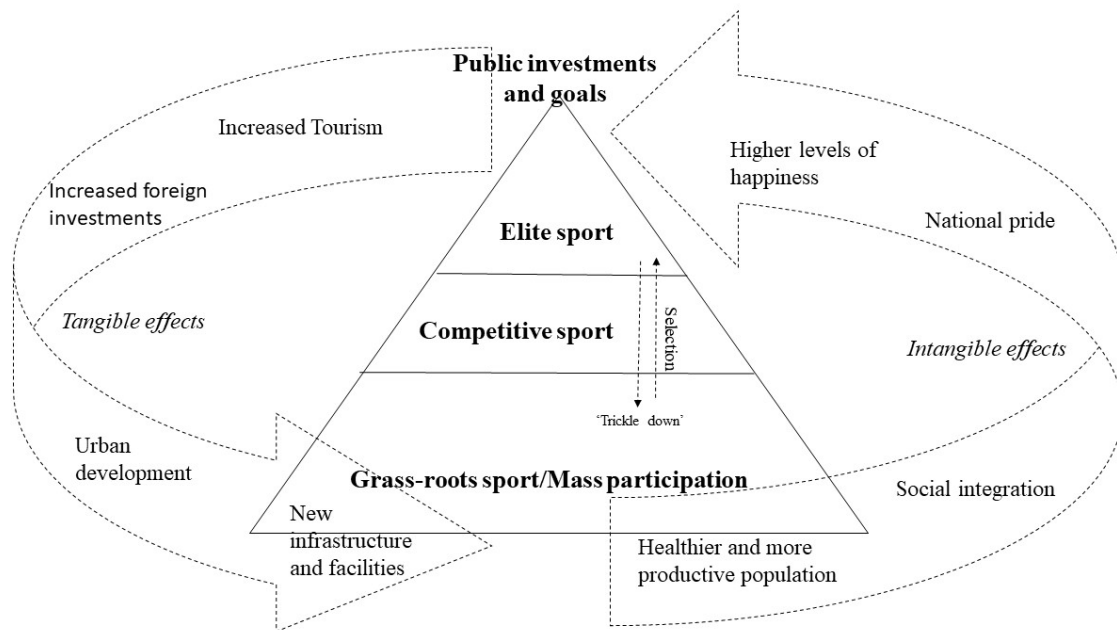 Public investments
and goals
Increased Tourism
Higher levels of
happiness
Increased foreign
investments
National pride
Elite sport
Tangible effects
Competitive sport
Selection
Intangible effects
‘Trickle down’
Urban
development
Grass-roots sport/Mass participation
Social integration
New
infrastructure
and facilities
Healthier and more
productive population